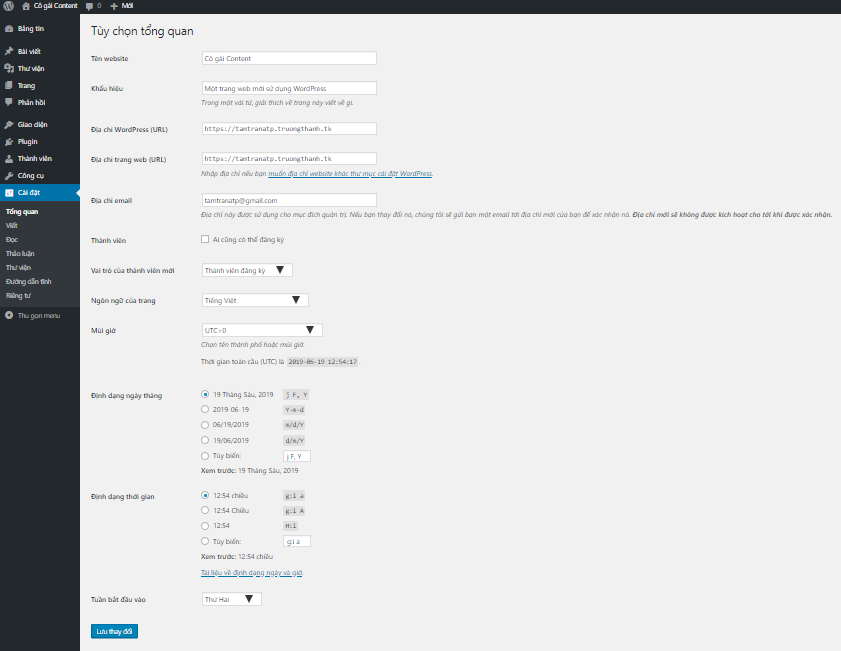 Cô gái Content 0 Mới
Bảng tin
Bài viết
Thư viện
Trang
Phản hồi
Giao diện
Plugin
Thành viên
Công cụ
Cài đặt
Tổng quan
Viết
Đọc
Thảo luận
Thư viện
Đường dẫn tĩnh
Riêng tư
Thu gọn menu
Tùy chọn tổng quan
Tên website Cô gái Content
Khẩu hiệu Một trang web mới sử dụng WordPress
Trong một vài từ, giải thích về trang này viết về gì.
Địa chỉ WordPress (URL) https://tamtranatp.truongthanh.tk
Địa chỉ trang web (URL) https://tamtranatp.truongthanh.tk
Nhập địa chỉ nếu bạn muốn địa chỉ website khác thư mục cài đặt WordPress.
Địa chỉ email tamtranatp@gmail.com
Địa chỉ này được sử dụng cho mục đích quản trị. Nếu bạn thay đổi nó, chúng tôi sẽ gửi bạn một email tới địa chỉ mới của bạn để xác nhận nó. Địa chỉ mới sẽ không được kích hoạt cho tới khi được xác nhận.
Thành viên Ai cũng có thể đăng ký
Vai trò của thành viên mới Thành viên đăng ký
Ngôn ngữ của trang Tiếng Việt
Múi giờ UTC+0
Chọn tên thành phố hoặc múi giờ.
Thời gian toàn cầu (UTC) là 2019-06-19 12:54:17.
Định dạng ngày tháng 19 Tháng Sáu, 2019 j F, Y
2019-06-19 Y-m-d
06/19/2019 m/d/Y
19/06/2019 d/m/Y
Tùy biến: j F, Y
Xem trước: 19 Tháng Sáu, 2019
Định dạng thời gian 12:54 chiều g:i a
12:54 Chiều g:i A
12:54 H:i
Tùy biến: g:i a
Xem trước: 12:54 chiều
Tài liệu về định dạng ngày và giờ.
Tuần bắt đầu vào Thứ Hai
Lưu thay đổi